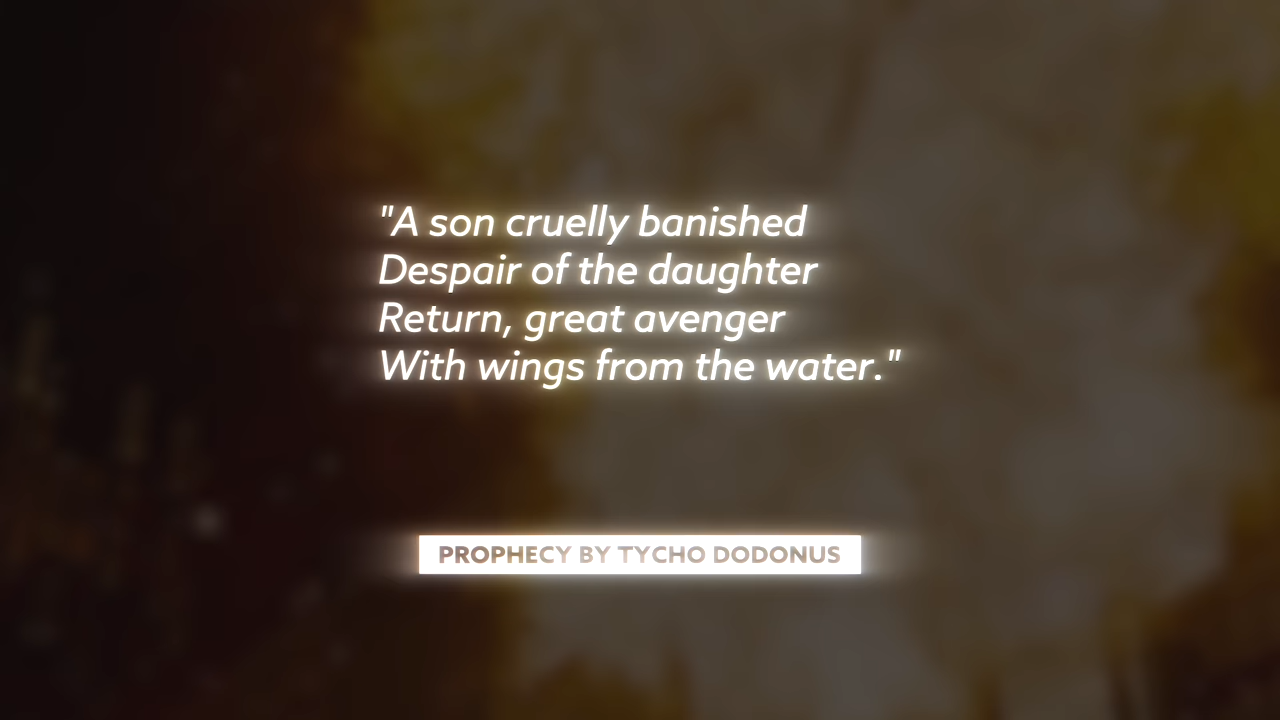 "A son cruelly banished
Despair of the daughter
Return, great avenger
With wings from the water."
PROPHECY BY TYCHO DODONUS